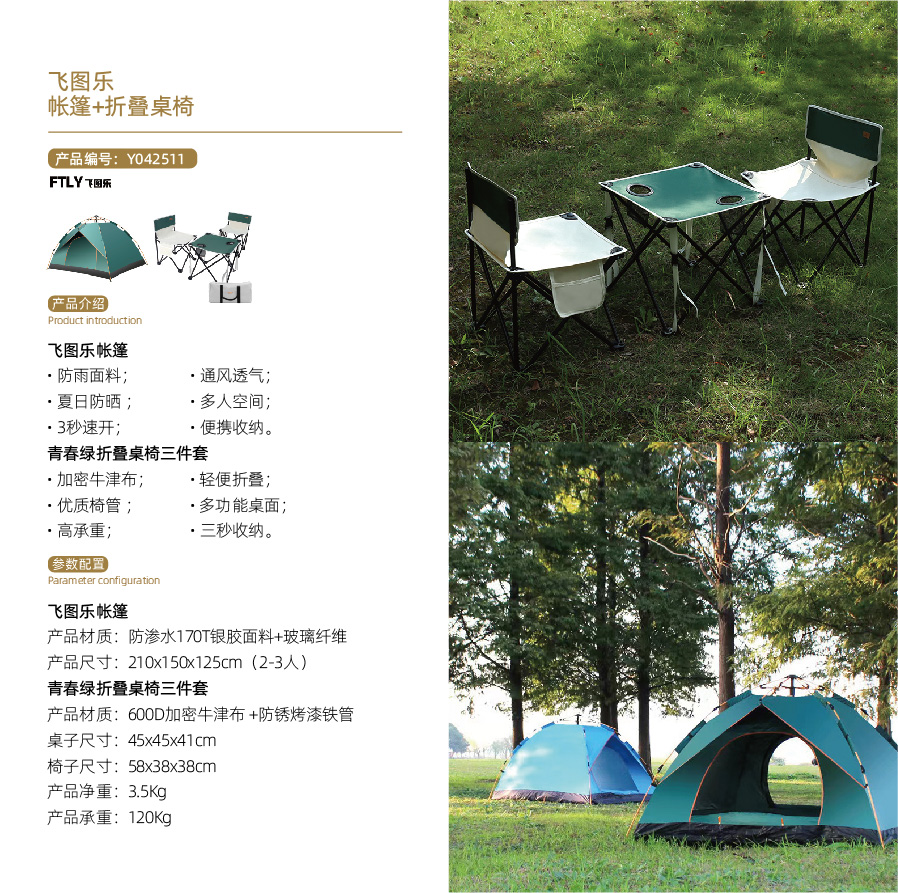 飞图乐
帐篷+折叠桌椅
产品编号：Y042511
FTLY 飞图乐
产品介绍
Product introduction
飞图乐帐篷
· 防雨面料； · 通风透气；
· 夏日防晒； · 多人空间；
· 3秒速开； · 便携收纳。
青春绿折叠桌椅三件套
· 加密牛津布； · 轻便折叠；
· 优质椅管； · 多功能桌面；
· 高承重； · 三秒收纳。
参数配置
Parameter configuration
飞图乐帐篷
产品材质：防渗水170T银胶面料+玻璃纤维
产品尺寸：210x150x125cm（2-3人）
青春绿折叠桌椅三件套
产品材质：600D加密牛津布 +防锈烤漆铁管
桌子尺寸：45x45x41cm
椅子尺寸：58x38x38cm
产品净重：3.5Kg
产品承重：120Kg